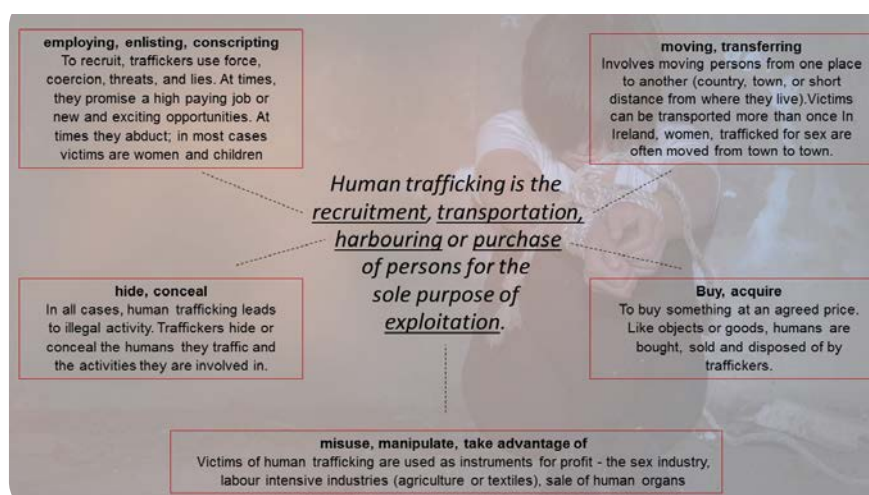 employing, enlisting, conscripting
To recruit, traffickers use force,
coercion, threats, and lies. At times,
they promise a high paying job or
new and exciting opportunities. At
times they abduct; in most cases
victims are women and children
moving, transferring
Involves moving persons from one place
to another (country, town, or short
distance from where they live).Victims
can be transported more than once In
Ireland, women, trafficked for sex are
often moved from town to town.
Human trafficking is the
recruitment, transportation,
harbouring or purchase
of persons for the
sole purpose of
exploitation.
hide, conceal
In all cases, human trafficking leads
to illegal activity. Traffickers hide or
conceal the humans they traffic and
the activities they are involved in.
Buy, acquire
To buy something at an agreed price.
Like objects or goods, humans are
bought, sold and disposed of by
traffickers.
misuse, manipulate, take advantage of
Victims of human trafficking are used as instruments for profit - the sex industry,
labour intensive industries (agriculture or textiles), sale of human organs